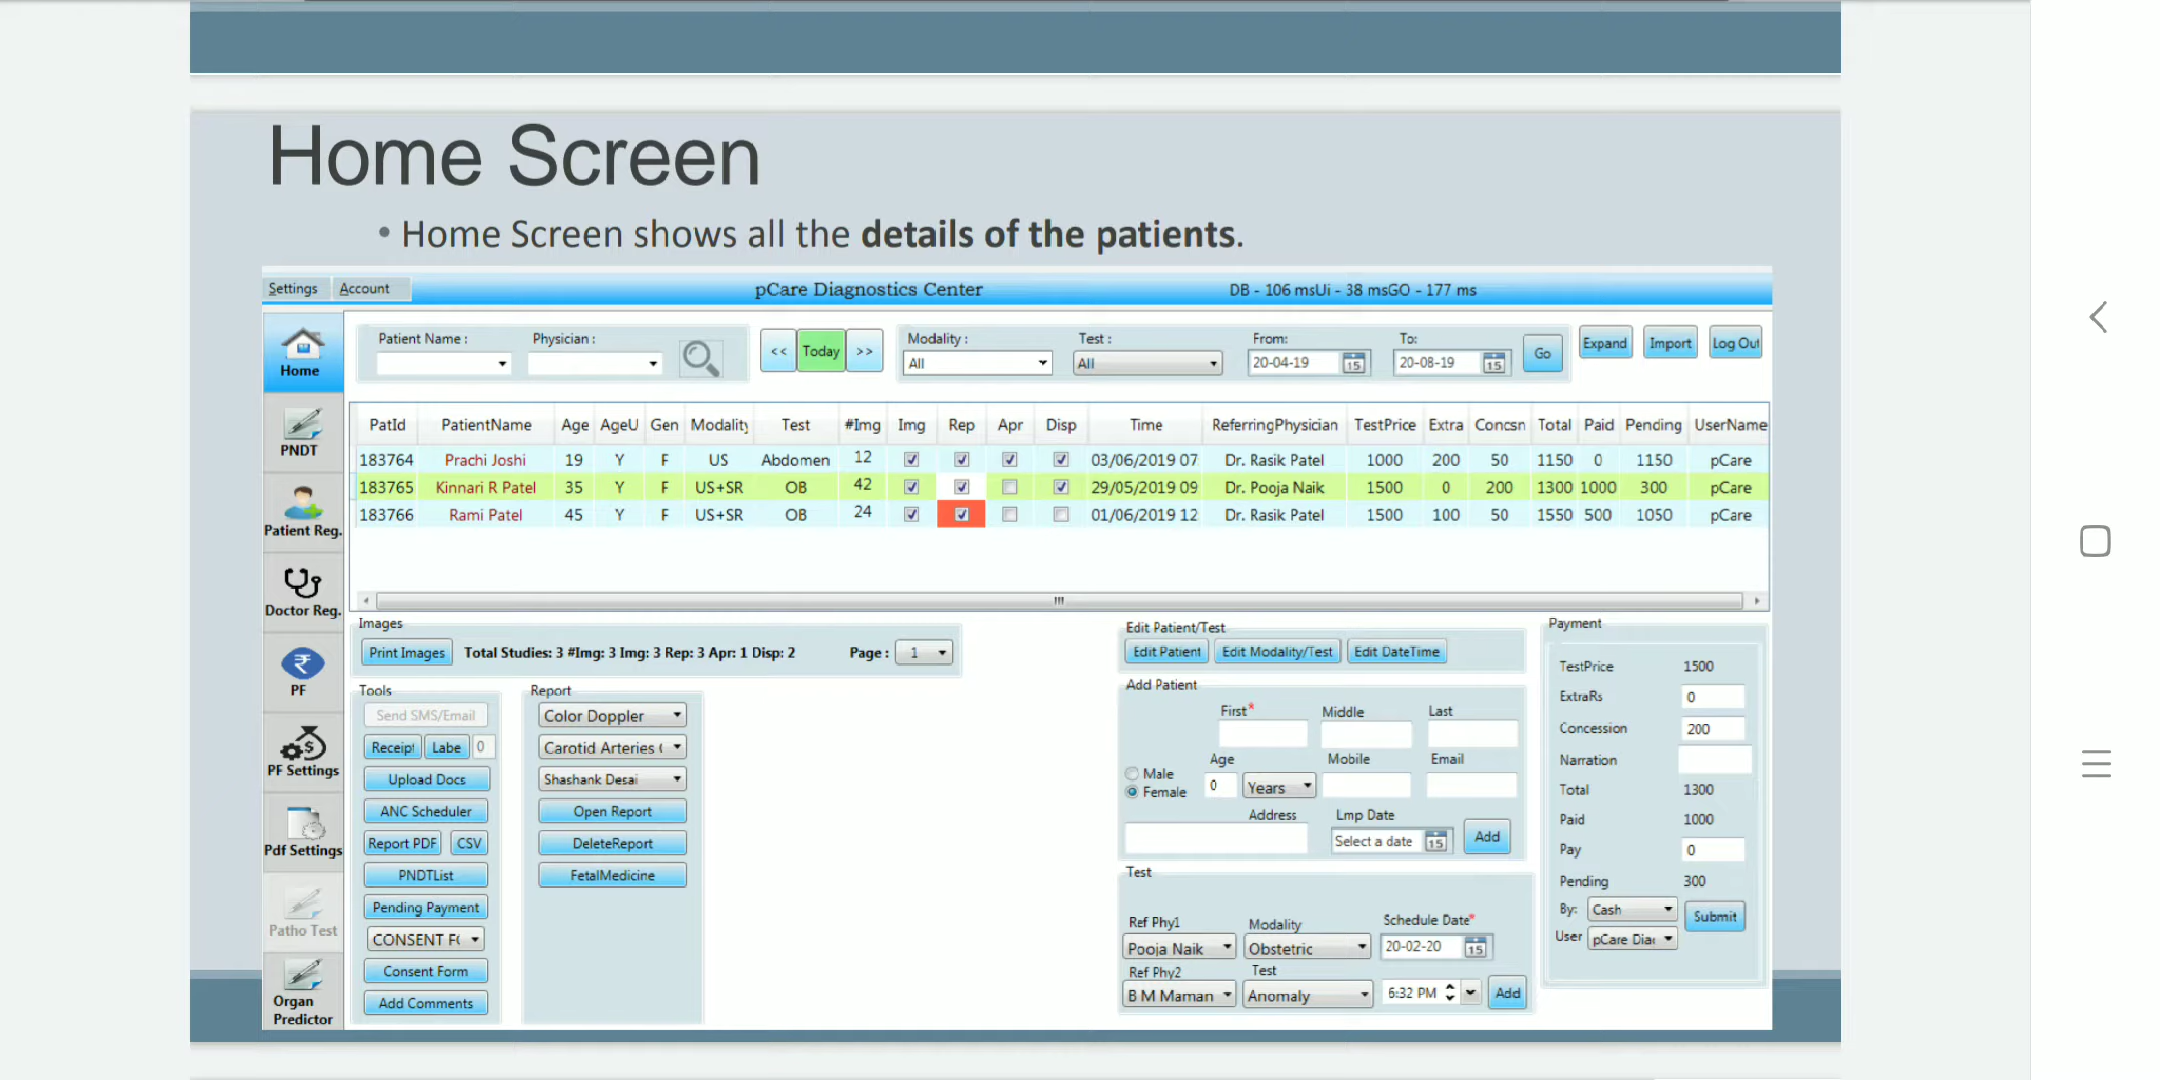 Home Screen
• Home Screen shows all the details of the patients.
Settings Account pCare Diagnostics Center DB - 106 msUi - 38 msGO - 177 ms
Home
PNDT
Patient Reg.
Doctor Reg.
PF
PF Settings
Pdf Settings
Patho Test
Organ
Predictor
Patient Name : Physician :
<< Today >>
Modality : Test : From: To:
All All 20-04-19 15 20-08-19 15 Go
Expand Import Log Out
PatId PatientName Age AgeU Gen Modality Test #Img Img Rep Apr Disp Time ReferringPhysician TestPrice Extra Concsn Total Paid Pending UserName
183764 Prachi Joshi 19 Y F US Abdomen 12 03/06/2019 07 Dr. Rasik Patel 1000 200 50 1150 0 1150 pCare
183765 Kinnari R Patel 35 Y F US+SR OB 42 29/05/2019 09 Dr. Pooja Naik 1500 0 200 1300 1000 300 pCare
183766 Rami Patel 45 Y F US+SR OB 24 01/06/2019 12 Dr. Rasik Patel 1500 100 50 1550 500 1050 pCare
Images
Print Images Total Studies: 3 #Img: 3 Img: 3 Rep: 3 Apr: 1 Disp: 2 Page : 1
Tools
Send SMS/Email
Receipt Labe 0
Upload Docs
ANC Scheduler
Report PDF CSV
PNDTList
Pending Payment
CONSENT F(
Consent Form
Add Comments
Report
Color Doppler
Carotid Arteries (
Shashank Desai
Open Report
DeleteReport
FetalMedicine
Edit Patient/Test
Edit Patient Edit Modality/Test Edit DateTime
Add Patient
First* Middle Last
Age Mobile Email
Male
Female 0 Years
Address Lmp Date
Select a date 15 Add
Test
Ref Phy1 Modality Schedule Date*
Pooja Naik Obstetric 20-02-20 15
Ref Phy2 Test
B M Maman Anomaly 6:32 PM Add
Payment
TestPrice 1500
ExtraRs 0
Concession 200
Narration
Total 1300
Paid 1000
Pay 0
Pending 300
By: Cash Submit
User pCare Diar